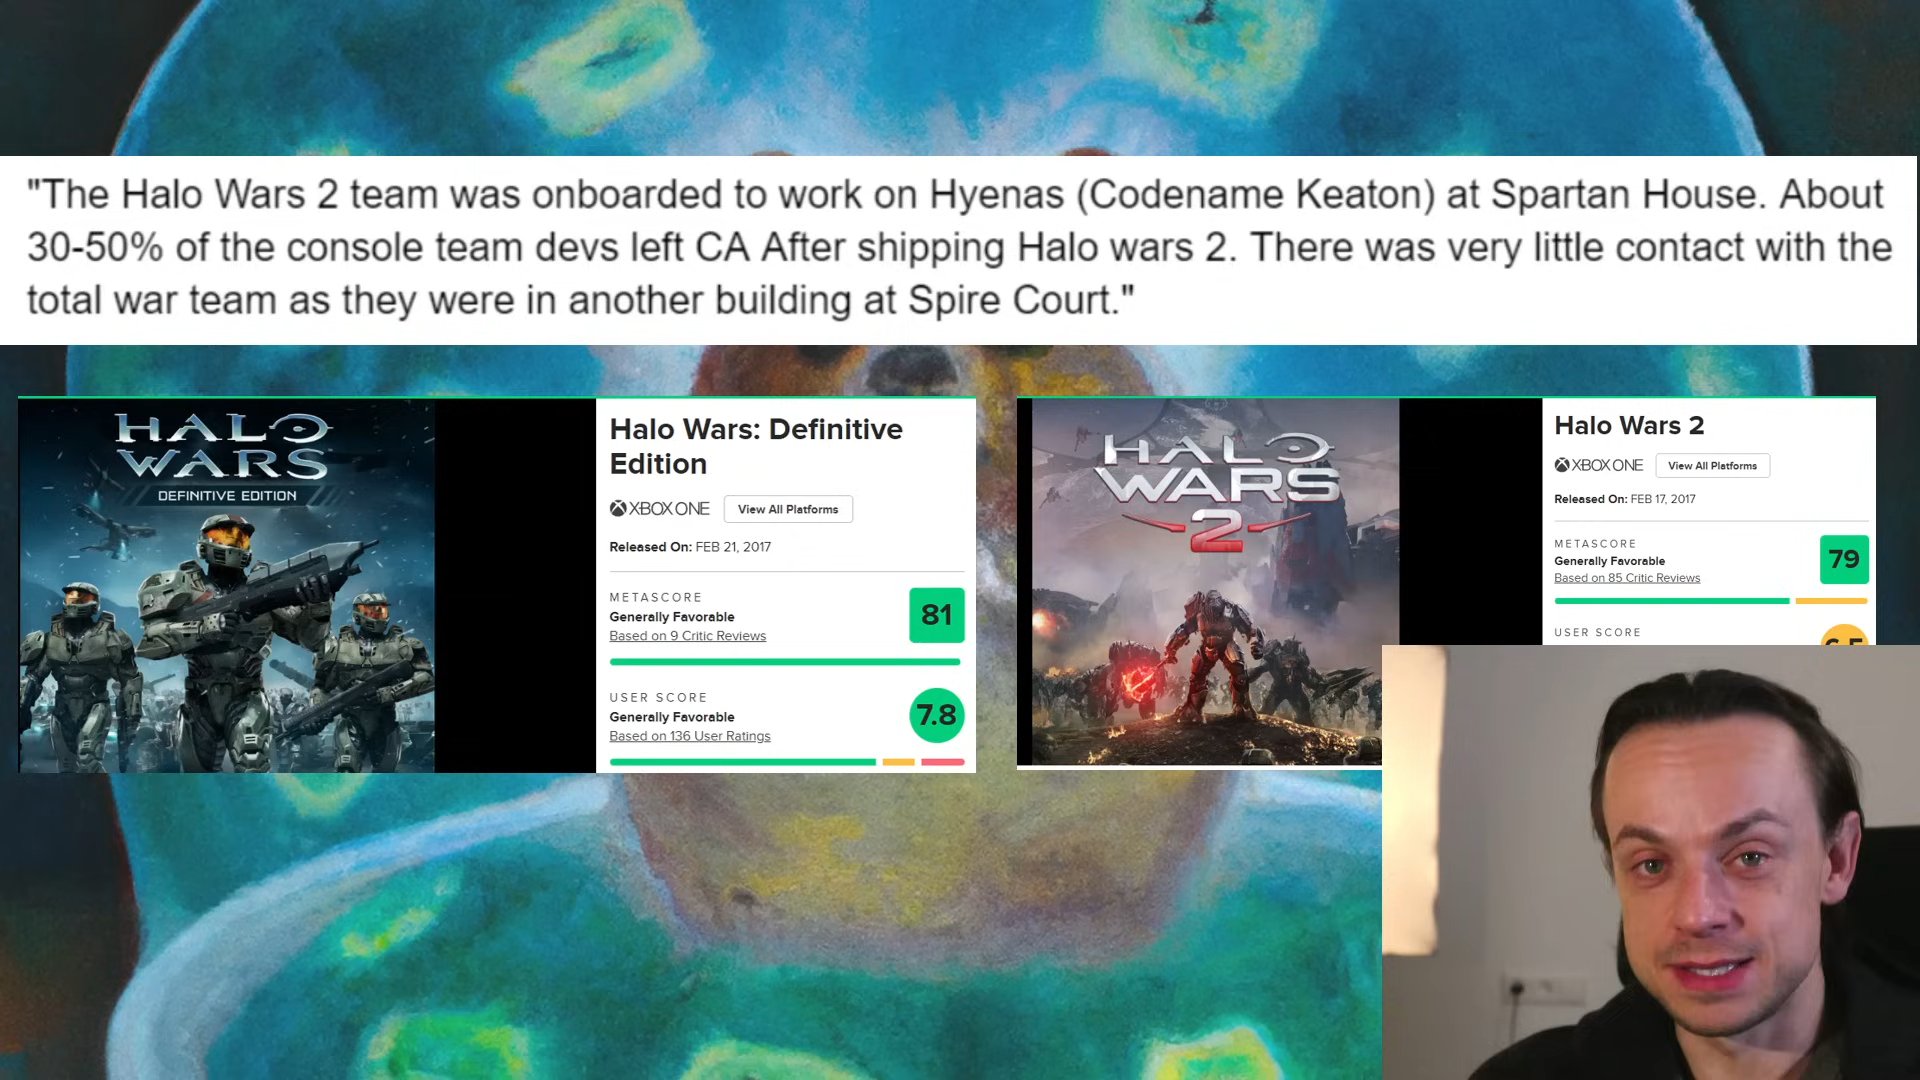 "The Halo Wars 2 team was onboarded to work on Hyenas (Codename Keaton) at Spartan House. About
30-50% of the console team devs left CA After shipping Halo wars 2. There was very little contact with the
total war team as they were in another building at Spire Court."
HALO
WARS
DEFINITIVE EDITION
Halo Wars: Definitive
Edition
XBOX ONE View All Platforms
Released On: FEB 21, 2017
METASCORE
Generally Favorable
Based on 9 Critic Reviews
81
USER SCORE
Generally Favorable
Based on 136 User Ratings
7.8
HALO
WARS
2
Halo Wars 2
XBOX ONE View All Platforms
Released On: FEB 17, 2017
METASCORE
Generally Favorable
Based on 85 Critic Reviews
79
USER SCORE